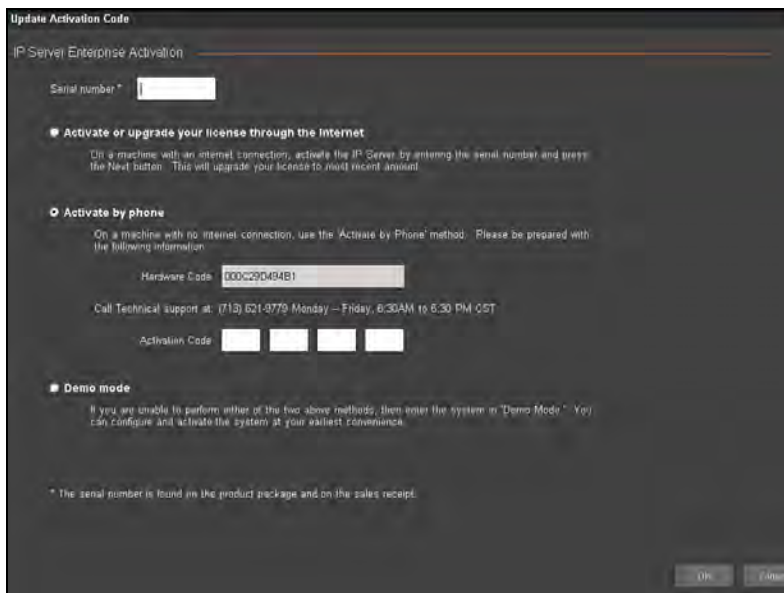 Update Activation Code
IP Server Enterprise Activation
Serial number *
Activate or upgrade your license through the Internet
On a machine with an internet connection, activate the IP Server by entering the serial number and press
the Next button. This will upgrade your license to most recent amount.
Activate by phone
On a machine with no internet connection, use the 'Activate by Phone' method. Please be prepared with
the following information
Hardware Code 000C29D494B1
Call Technical support at: (713) 621-9779 Monday – Friday, 6:30AM to 6:30 PM CST
Activation Code
Demo mode
If you are unable to perform either of the two above methods, then enter the system in "Demo Mode." You
can configure and activate the system at your earliest convenience.
* The serial number is found on the product package and on the sales receipt.